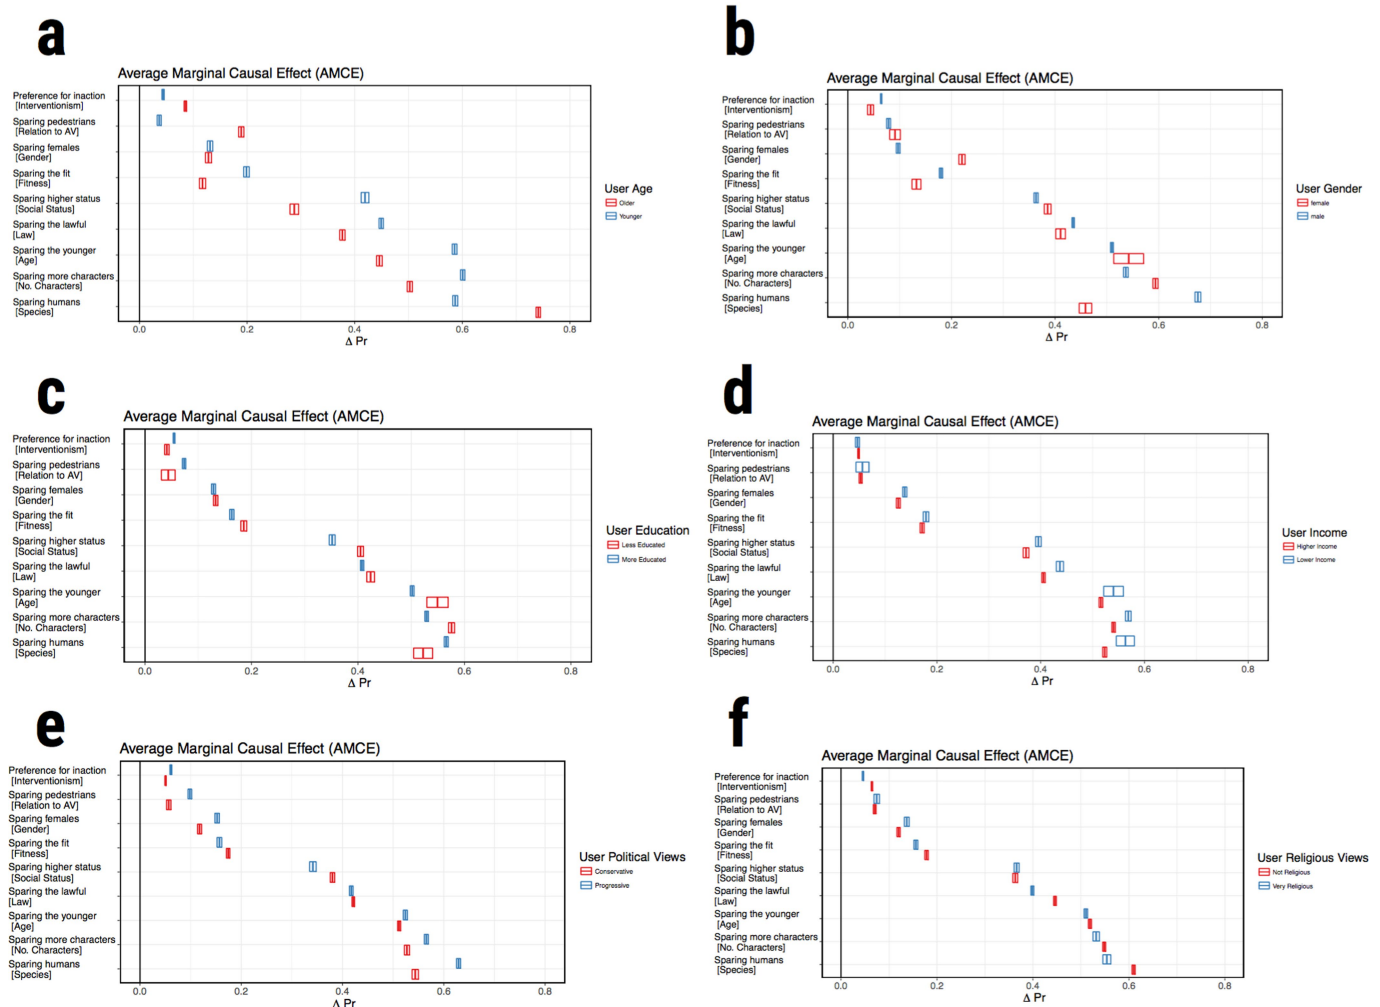 a
Average Marginal Causal Effect (AMCE)
Preference for inaction
[Interventionism]
Sparing pedestrians
[Relation to AV]
Sparing females
[Gender]
Sparing the fit
[Fitness]
Sparing higher status
[Social Status]
Sparing the lawful
[Law]
Sparing the younger
[Age]
Sparing more characters
[No. Characters]
Sparing humans
[Species]
0.0 0.2 0.4 0.6 0.8
Δ Pr
User Age
Older
Younger
b
Average Marginal Causal Effect (AMCE)
Preference for inaction
[Interventionism]
Sparing pedestrians
[Relation to AV]
Sparing females
[Gender]
Sparing the fit
[Fitness]
Sparing higher status
[Social Status]
Sparing the lawful
[Law]
Sparing the younger
[Age]
Sparing more characters
[No. Characters]
Sparing humans
[Species]
0.0 0.2 0.4 0.6 0.8
Δ Pr
User Gender
female
male
c
Average Marginal Causal Effect (AMCE)
Preference for inaction
[Interventionism]
Sparing pedestrians
[Relation to AV]
Sparing females
[Gender]
Sparing the fit
[Fitness]
Sparing higher status
[Social Status]
Sparing the lawful
[Law]
Sparing the younger
[Age]
Sparing more characters
[No. Characters]
Sparing humans
[Species]
0.0 0.2 0.4 0.6 0.8
Δ Pr
User Education
Less Educated
More Educated
d
Average Marginal Causal Effect (AMCE)
Preference for inaction
[Interventionism]
Sparing pedestrians
[Relation to AV]
Sparing females
[Gender]
Sparing the fit
[Fitness]
Sparing higher status
[Social Status]
Sparing the lawful
[Law]
Sparing the younger
[Age]
Sparing more characters
[No. Characters]
Sparing humans
[Species]
0.0 0.2 0.4 0.6 0.8
Δ Pr
User Income
Higher Income
Lower Income
e
Average Marginal Causal Effect (AMCE)
Preference for inaction
[Interventionism]
Sparing pedestrians
[Relation to AV]
Sparing females
[Gender]
Sparing the fit
[Fitness]
Sparing higher status
[Social Status]
Sparing the lawful
[Law]
Sparing the younger
[Age]
Sparing more characters
[No. Characters]
Sparing humans
[Species]
0.0 0.2 0.4 0.6 0.8
Δ Pr
User Political Views
Conservative
Progressive
f
Average Marginal Causal Effect (AMCE)
Preference for inaction
[Interventionism]
Sparing pedestrians
[Relation to AV]
Sparing females
[Gender]
Sparing the fit
[Fitness]
Sparing higher status
[Social Status]
Sparing the lawful
[Law]
Sparing the younger
[Age]
Sparing more characters
[No. Characters]
Sparing humans
[Species]
0.0 0.2 0.4 0.6 0.8
Δ Pr
User Religious Views
Not Religious
Very Religious